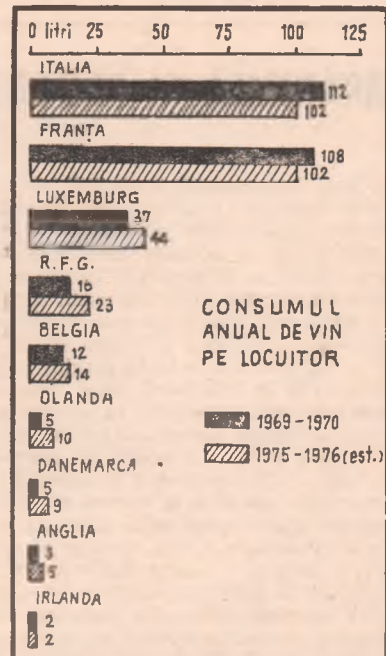 0 litri 25 75 100 125
ITALIA
112
102
FRANȚA
108
102
LUXEMBURG
37
44
R.F.G.
16
23
BELGIA
12
14
OLANDA
5
10
DANEMARCA
5
9
ANGLIA
3
5
IRLANDA
2
2
CONSUMUL
ANUAL DE VIN
PE LOCUITOR
1969-1970
1975-1976 (est.)